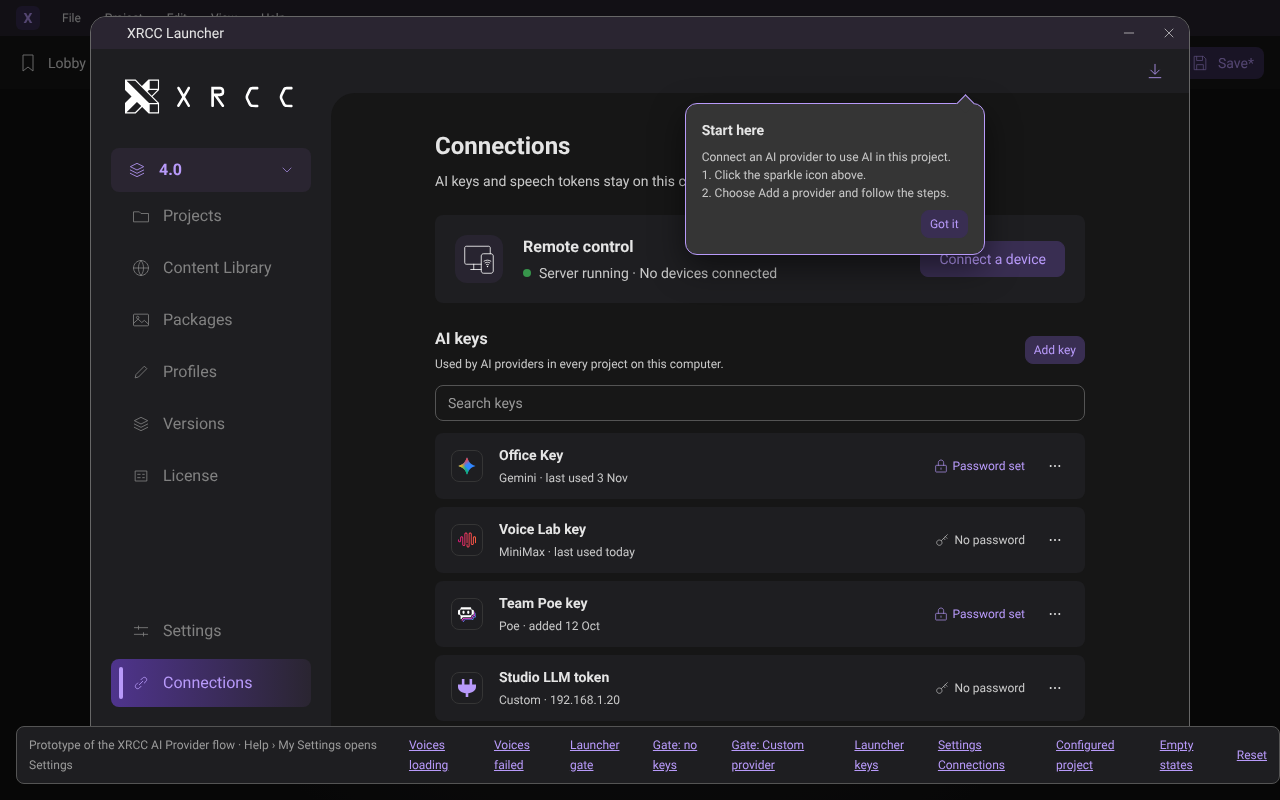 X
File
Help
XRCC Launcher
Lobby
Save*
XRCC
4.0
Projects
Content Library
Packages
Profiles
Versions
License
Settings
Connections
Connections
AI keys and speech tokens stay on this
Start here
Connect an AI provider to use AI in this project.
1. Click the sparkle icon above.
2. Choose Add a provider and follow the steps.
Got it
Remote control
Server running · No devices connected
Connect a device
AI keys
Used by AI providers in every project on this computer.
Add key
Search keys
Office Key
Gemini · last used 3 Nov
Password set
Voice Lab key
MiniMax · last used today
No password
Team Poe key
Poe · added 12 Oct
Password set
Studio LLM token
Custom · 192.168.1.20
No password
Prototype of the XRCC AI Provider flow · Help › My Settings opens
Settings
Voices
loading
Voices
failed
Launcher
gate
Gate: no
keys
Gate: Custom
provider
Launcher
keys
Settings
Connections
Configured
project
Empty
states
Reset